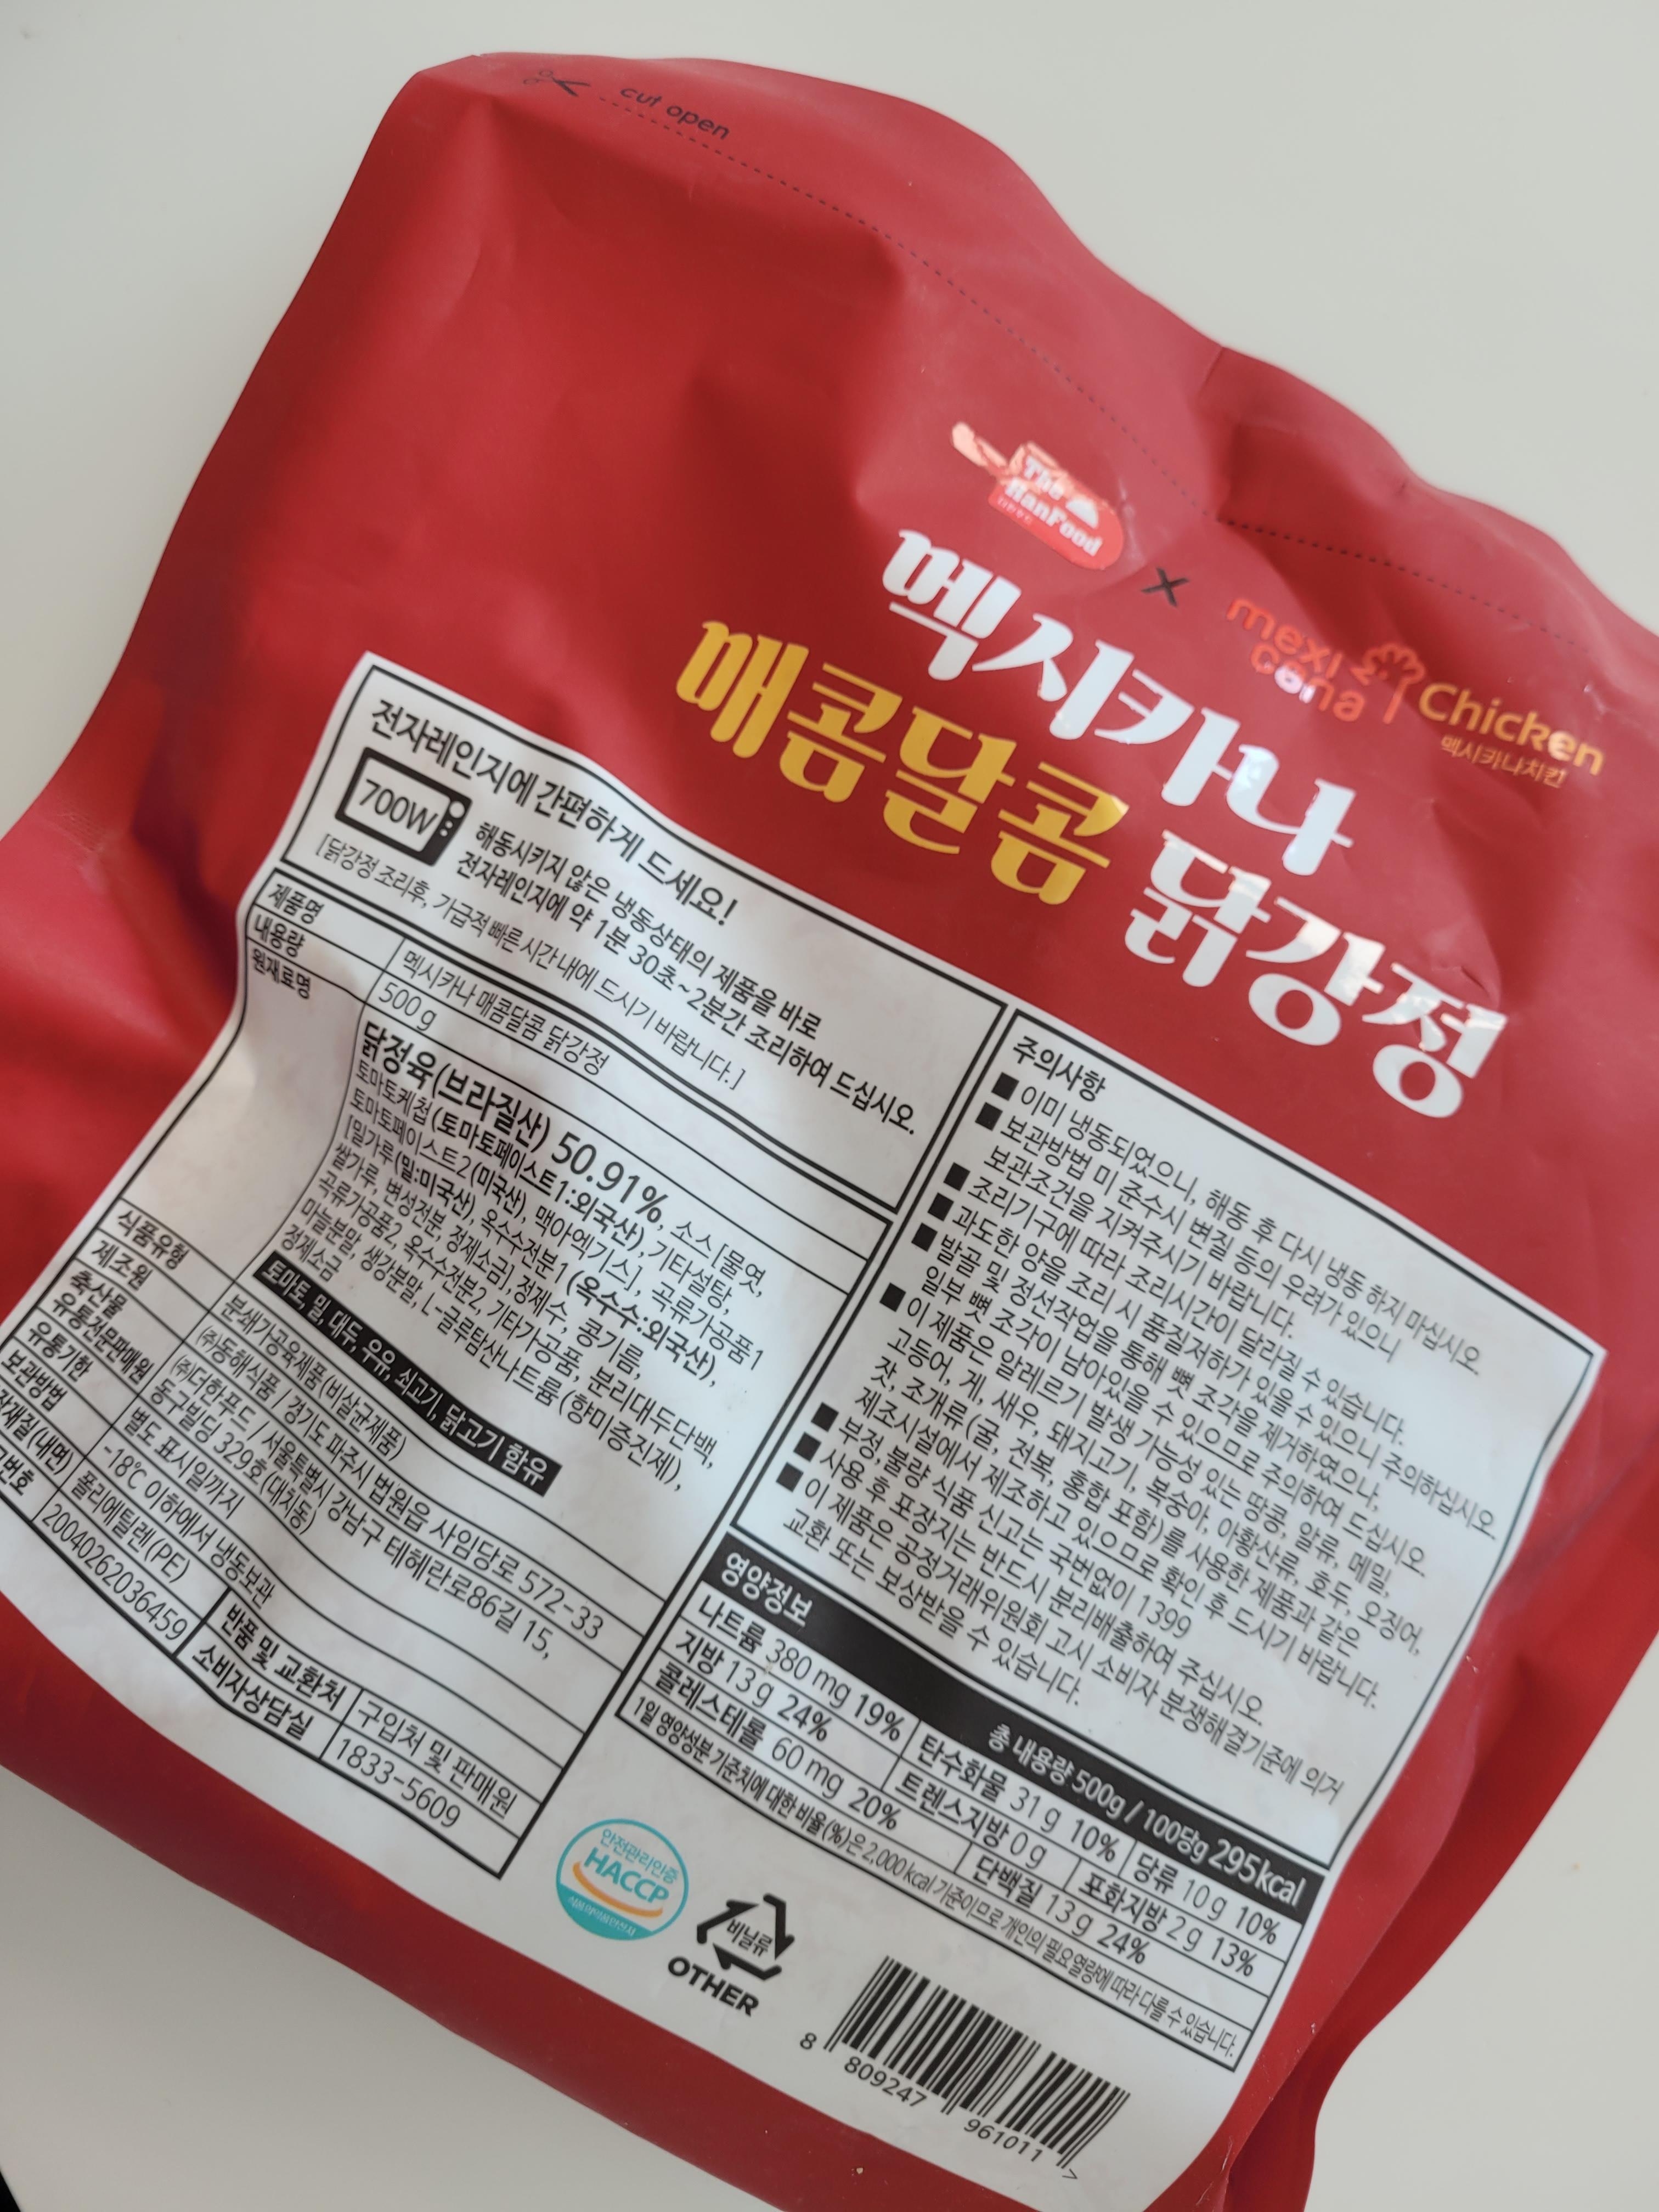 cut open
The
HanFood
더한푸드
x
mexi
cana
Chicken
멕시카나치킨
멕시카나
매콤달콤 닭강정
전자레인지에 간편하게 드세요!
700W
해동시키지 않은 냉동상태의 제품을 바로
전자레인지에 약 1분 30초~2분간 조리하여 드십시오.
[닭강정 조리후, 가급적 빠른 시간 내에 드시기 바랍니다.]
제품명 멕시카나 매콤달콤 닭강정
내용량 500 g
원재료명 닭정육(브라질산) 50.91%, 소스 [물엿,
토마토케첩 (토마토페이스트1:외국산), 기타설탕,
토마토페이스트2 (미국산), 맥아엑기스], 곡류가공품1
[밀가루(밀:미국산), 옥수수전분1 (옥수수:외국산),
쌀가루, 변성전분, 정제소금], 정제수, 콩기름,
곡류가공품2, 옥수수전분2, 기타가공품, 분리대두단백,
마늘분말, 생강분말, L-글루탐산나트륨 (향미증진제),
정제소금
토마토, 밀, 대두, 우유, 쇠고기, 닭고기 함유
식품유형 분쇄가공육제품(비살균제품)
제조원 ㈜동해식품 / 경기도 파주시 법원읍 사임당로 572-33
축산물
유통전문판매원 ㈜더한푸드 / 서울특별시 강남구 테헤란로86길 15,
동구빌딩 329호(대치동)
유통기한 별도 표시일까지
보관방법 -18℃ 이하에서 냉동보관
재질(내면) 폴리에틸렌(PE)
번호 20040262036459
반품 및 교환처 구입처 및 판매원
소비자상담실 1833-5609
주의사항
■ 이미 냉동되었으니, 해동 후 다시 냉동 하지 마십시오.
■ 보관방법 미 준수시 변질 등의 우려가 있으니
보관조건을 지켜주시기 바랍니다.
■ 조리기구에 따라 조리시간이 달라질 수 있습니다.
■ 과도한 양을 조리 시 품질저하가 있을 수 있으니 주의하십시오.
■ 발골 및 정선작업을 통해 뼛 조각을 제거하였으나,
일부 뼛 조각이 남아있을 수 있으므로 주의하여 드십시오.
■ 이 제품은 알레르기 발생 가능성 있는 땅콩, 알류, 메밀,
고등어, 게, 새우, 돼지고기, 복숭아, 아황산류, 호두, 오징어,
잣, 조개류(굴, 전복, 홍합 포함)를 사용한 제품과 같은
제조시설에서 제조하고 있으므로 확인 후 드시기 바랍니다.
■ 부정,불량 식품 신고는 국번없이 1399
■ 사용 후 포장지는 반드시 분리배출하여 주십시오.
■ 이 제품은 공정거래위원회 고시 소비자 분쟁해결기준에 의거
교환 또는 보상받을 수 있습니다.
영양정보 총 내용량 500g / 100당g 295kcal
나트륨 380 mg 19% 탄수화물 31 g 10% 당류 10 g 10%
지방 13 g 24% 트렌스지방 0 g 포화지방 2 g 13%
콜레스테롤 60 mg 20% 단백질 13 g 24%
1일 영양성분 기준치에 대한 비율(%)은 2,000kcal 기준이므로 개인의 필요 열량에 따라 다를 수 있습니다.
안전관리인증
HACCP
식품의약품안전처
비닐류
OTHER
8 809247 961011 >